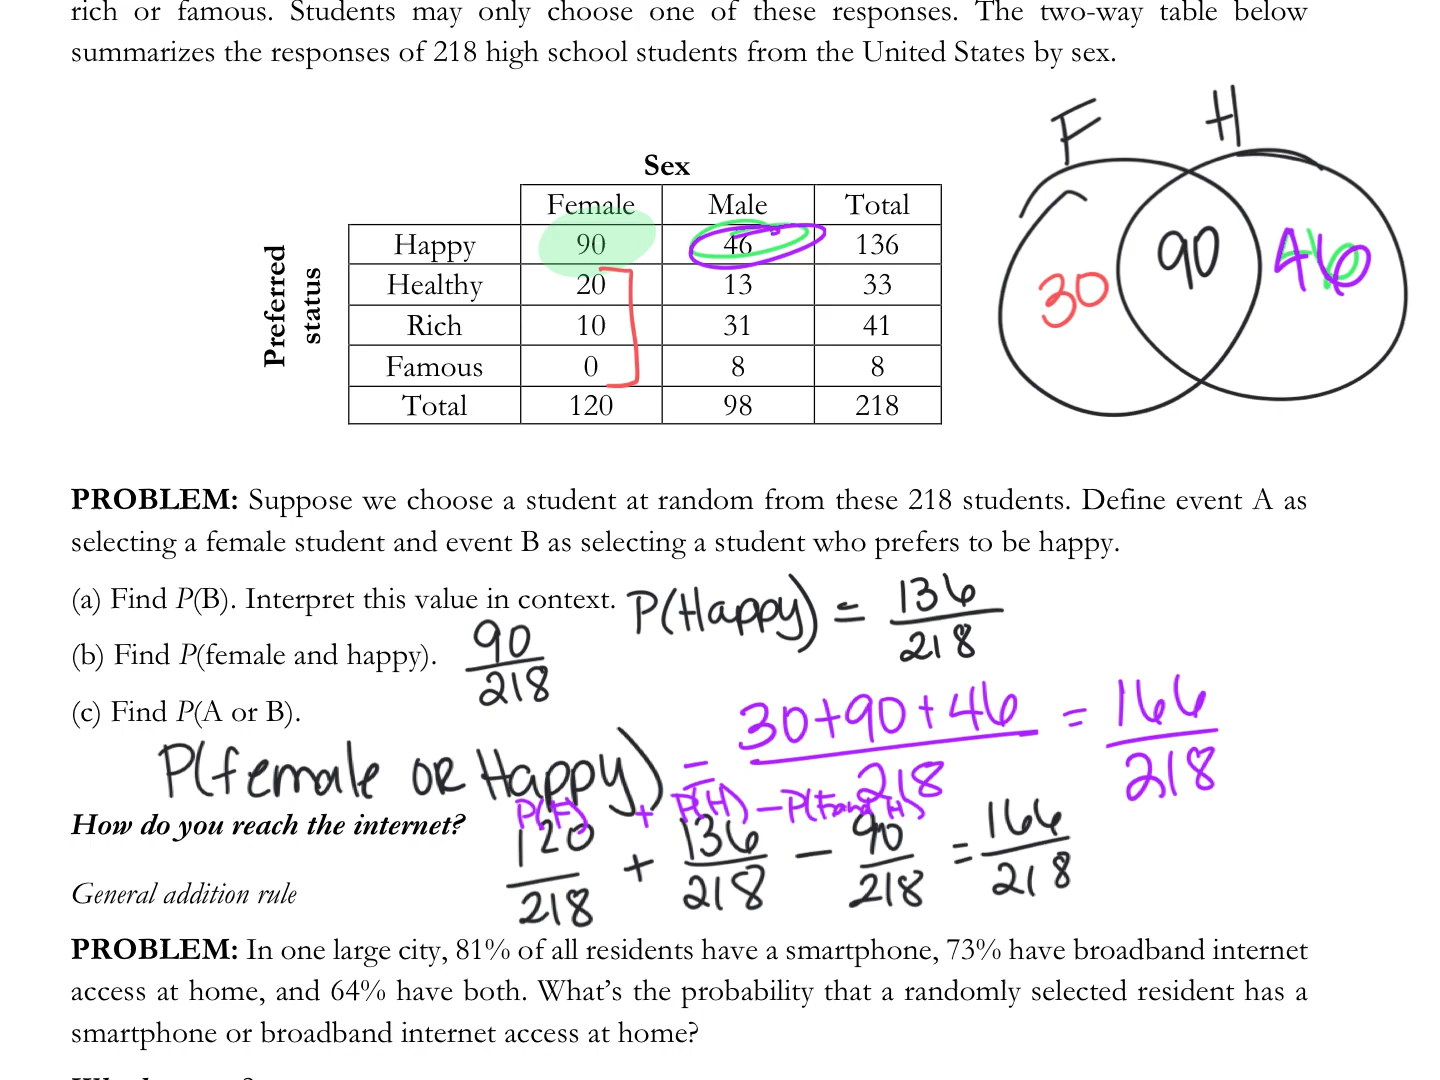 rich or famous. Students may only choose one of these responses. The two-way table below
summarizes the responses of 218 high school students from the United States by sex.
F H
Sex
Female Male Total
Preferred status
Happy 90 46 136
Healthy 20 13 33
Rich 10 31 41
Famous 0 8 8
Total 120 98 218
30 90 46
PROBLEM: Suppose we choose a student at random from these 218 students. Define event A as
selecting a female student and event B as selecting a student who prefers to be happy.
(a) Find P(B). Interpret this value in context. P(Happy) = 136/218
(b) Find P(female and happy). 90/218
(c) Find P(A or B).
P(female OR Happy) = 30+90+46/218 = 166/218
P(F) + P(H) – P(F and H)
How do you reach the internet?
120/218 + 136/218 – 90/218 = 166/218
General addition rule
PROBLEM: In one large city, 81% of all residents have a smartphone, 73% have broadband internet
access at home, and 64% have both. What’s the probability that a randomly selected resident has a
smartphone or broadband internet access at home?